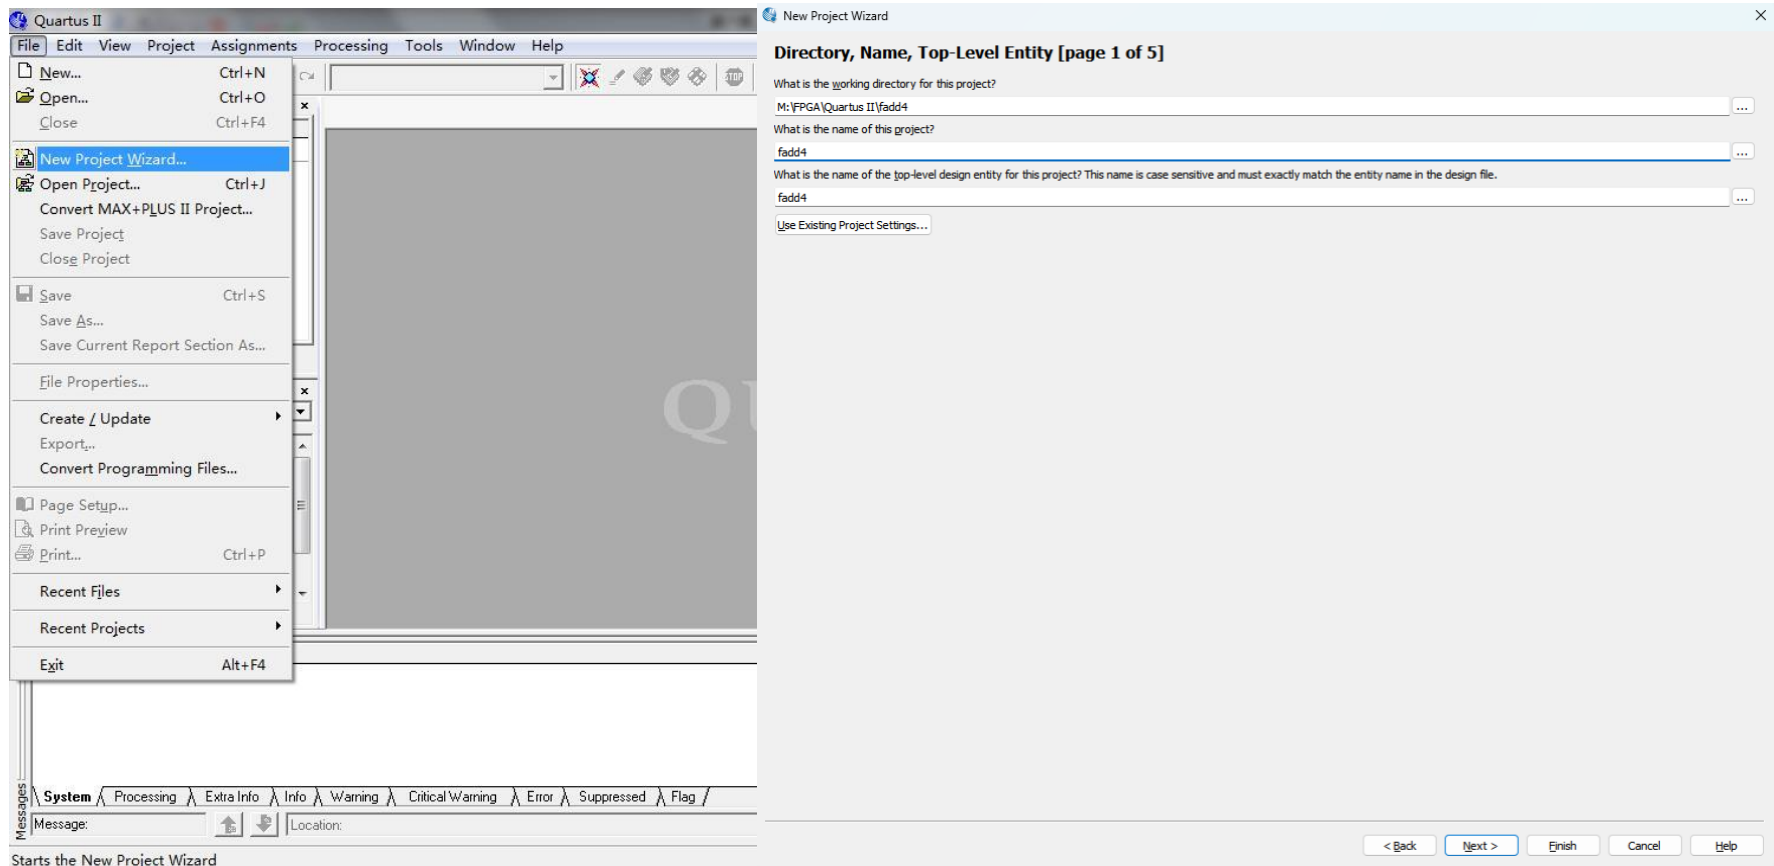 Quartus II
File Edit View Project Assignments Processing Tools Window Help
New... Ctrl+N
Open... Ctrl+O
Close Ctrl+F4
New Project Wizard...
Open Project... Ctrl+J
Convert MAX+PLUS II Project...
Save Project
Close Project
Save Ctrl+S
Save As...
Save Current Report Section As...
File Properties...
Create / Update
Export...
Convert Programming Files...
Page Setup...
Print Preview
Print... Ctrl+P
Recent Files
Recent Projects
Exit Alt+F4
STOP
QU
Messages
System Processing Extra Info Info Warning Critical Warning Error Suppressed Flag
Message: Location:
Starts the New Project Wizard
New Project Wizard
Directory, Name, Top-Level Entity [page 1 of 5]
What is the working directory for this project?
M:\FPGA\Quartus II\fadd4
...
What is the name of this project?
fadd4
...
What is the name of the top-level design entity for this project? This name is case sensitive and must exactly match the entity name in the design file.
fadd4
...
Use Existing Project Settings...
< Back Next > Finish Cancel Help